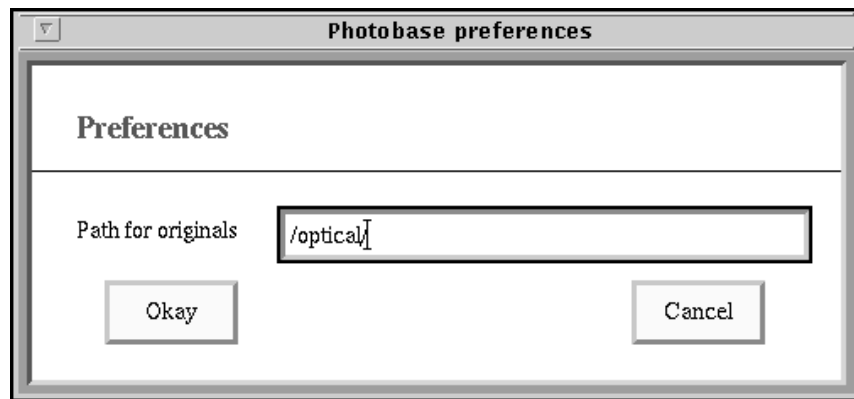 Photobase preferences
Preferences
Path for originals /optical/
Okay Cancel